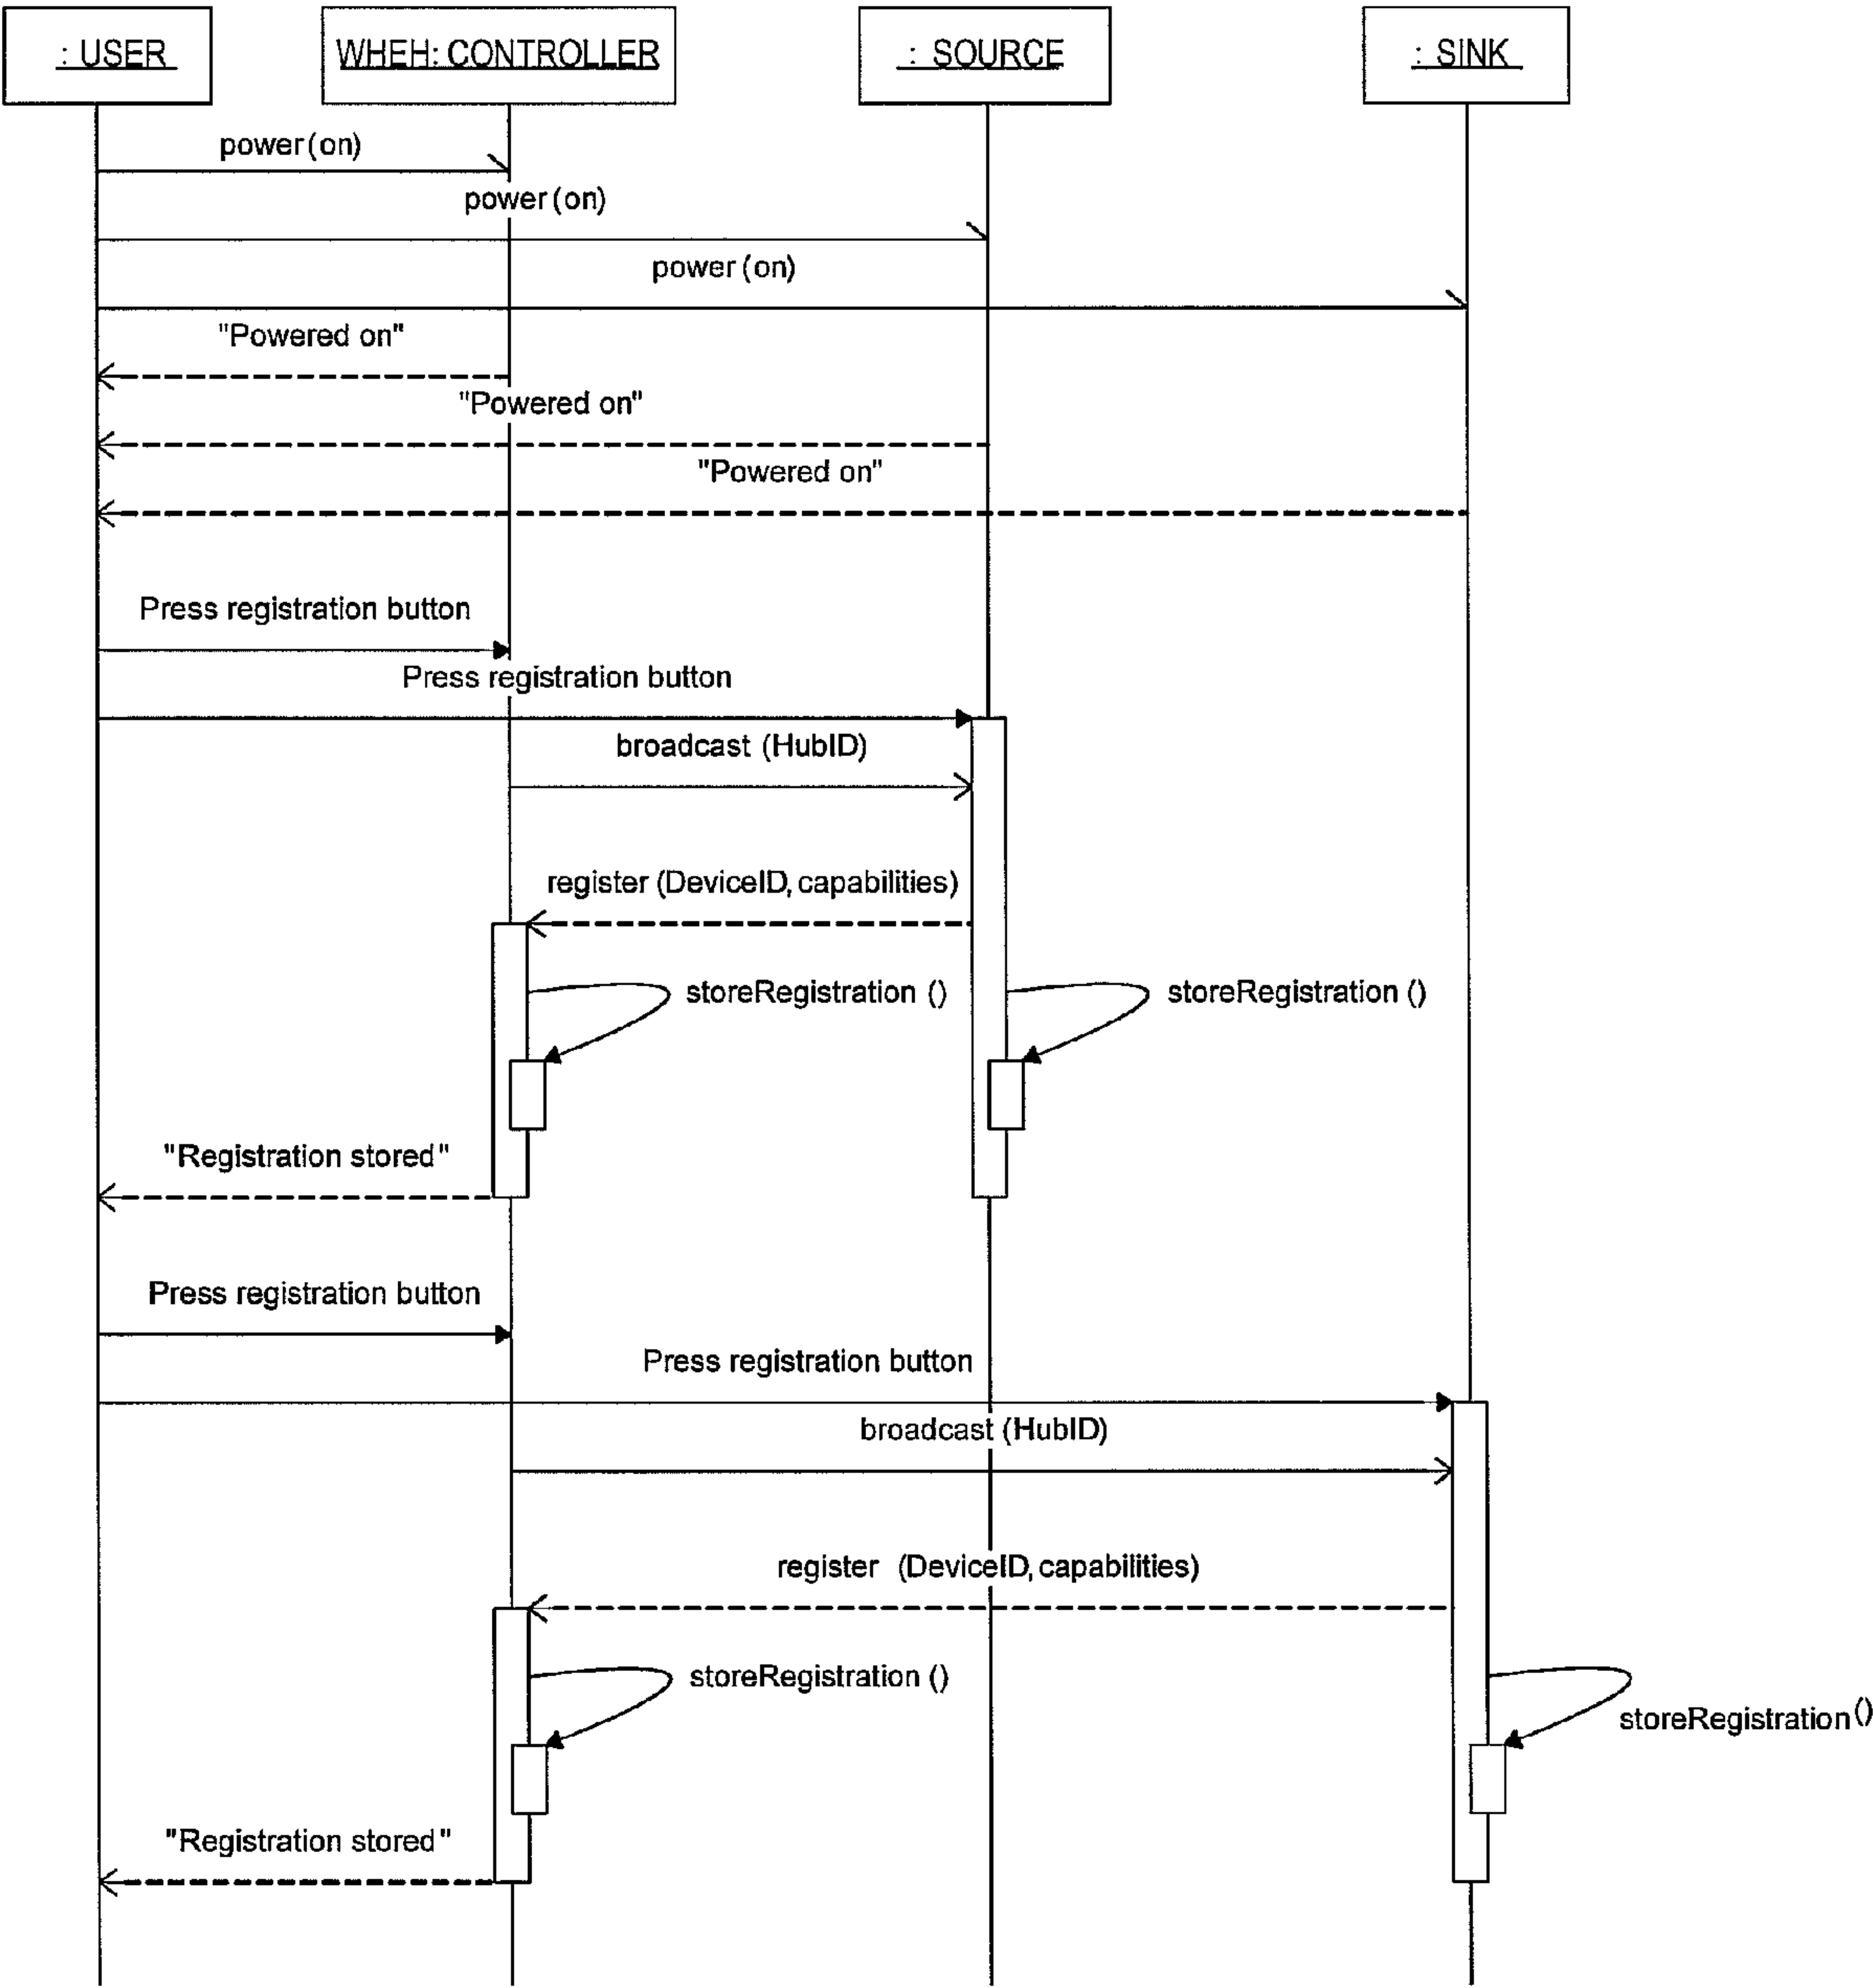 : USER
WHEH: CONTROLLER
: SOURCE
: SINK
power (on)
power (on)
power (on)
"Powered on"
"Powered on"
"Powered on"
Press registration button
Press registration button
broadcast (HubID)
register (DeviceID, capabilities)
storeRegistration ()
storeRegistration ()
"Registration stored"
Press registration button
Press registration button
broadcast (HubID)
register (DeviceID, capabilities)
storeRegistration ()
storeRegistration ()
"Registration stored"